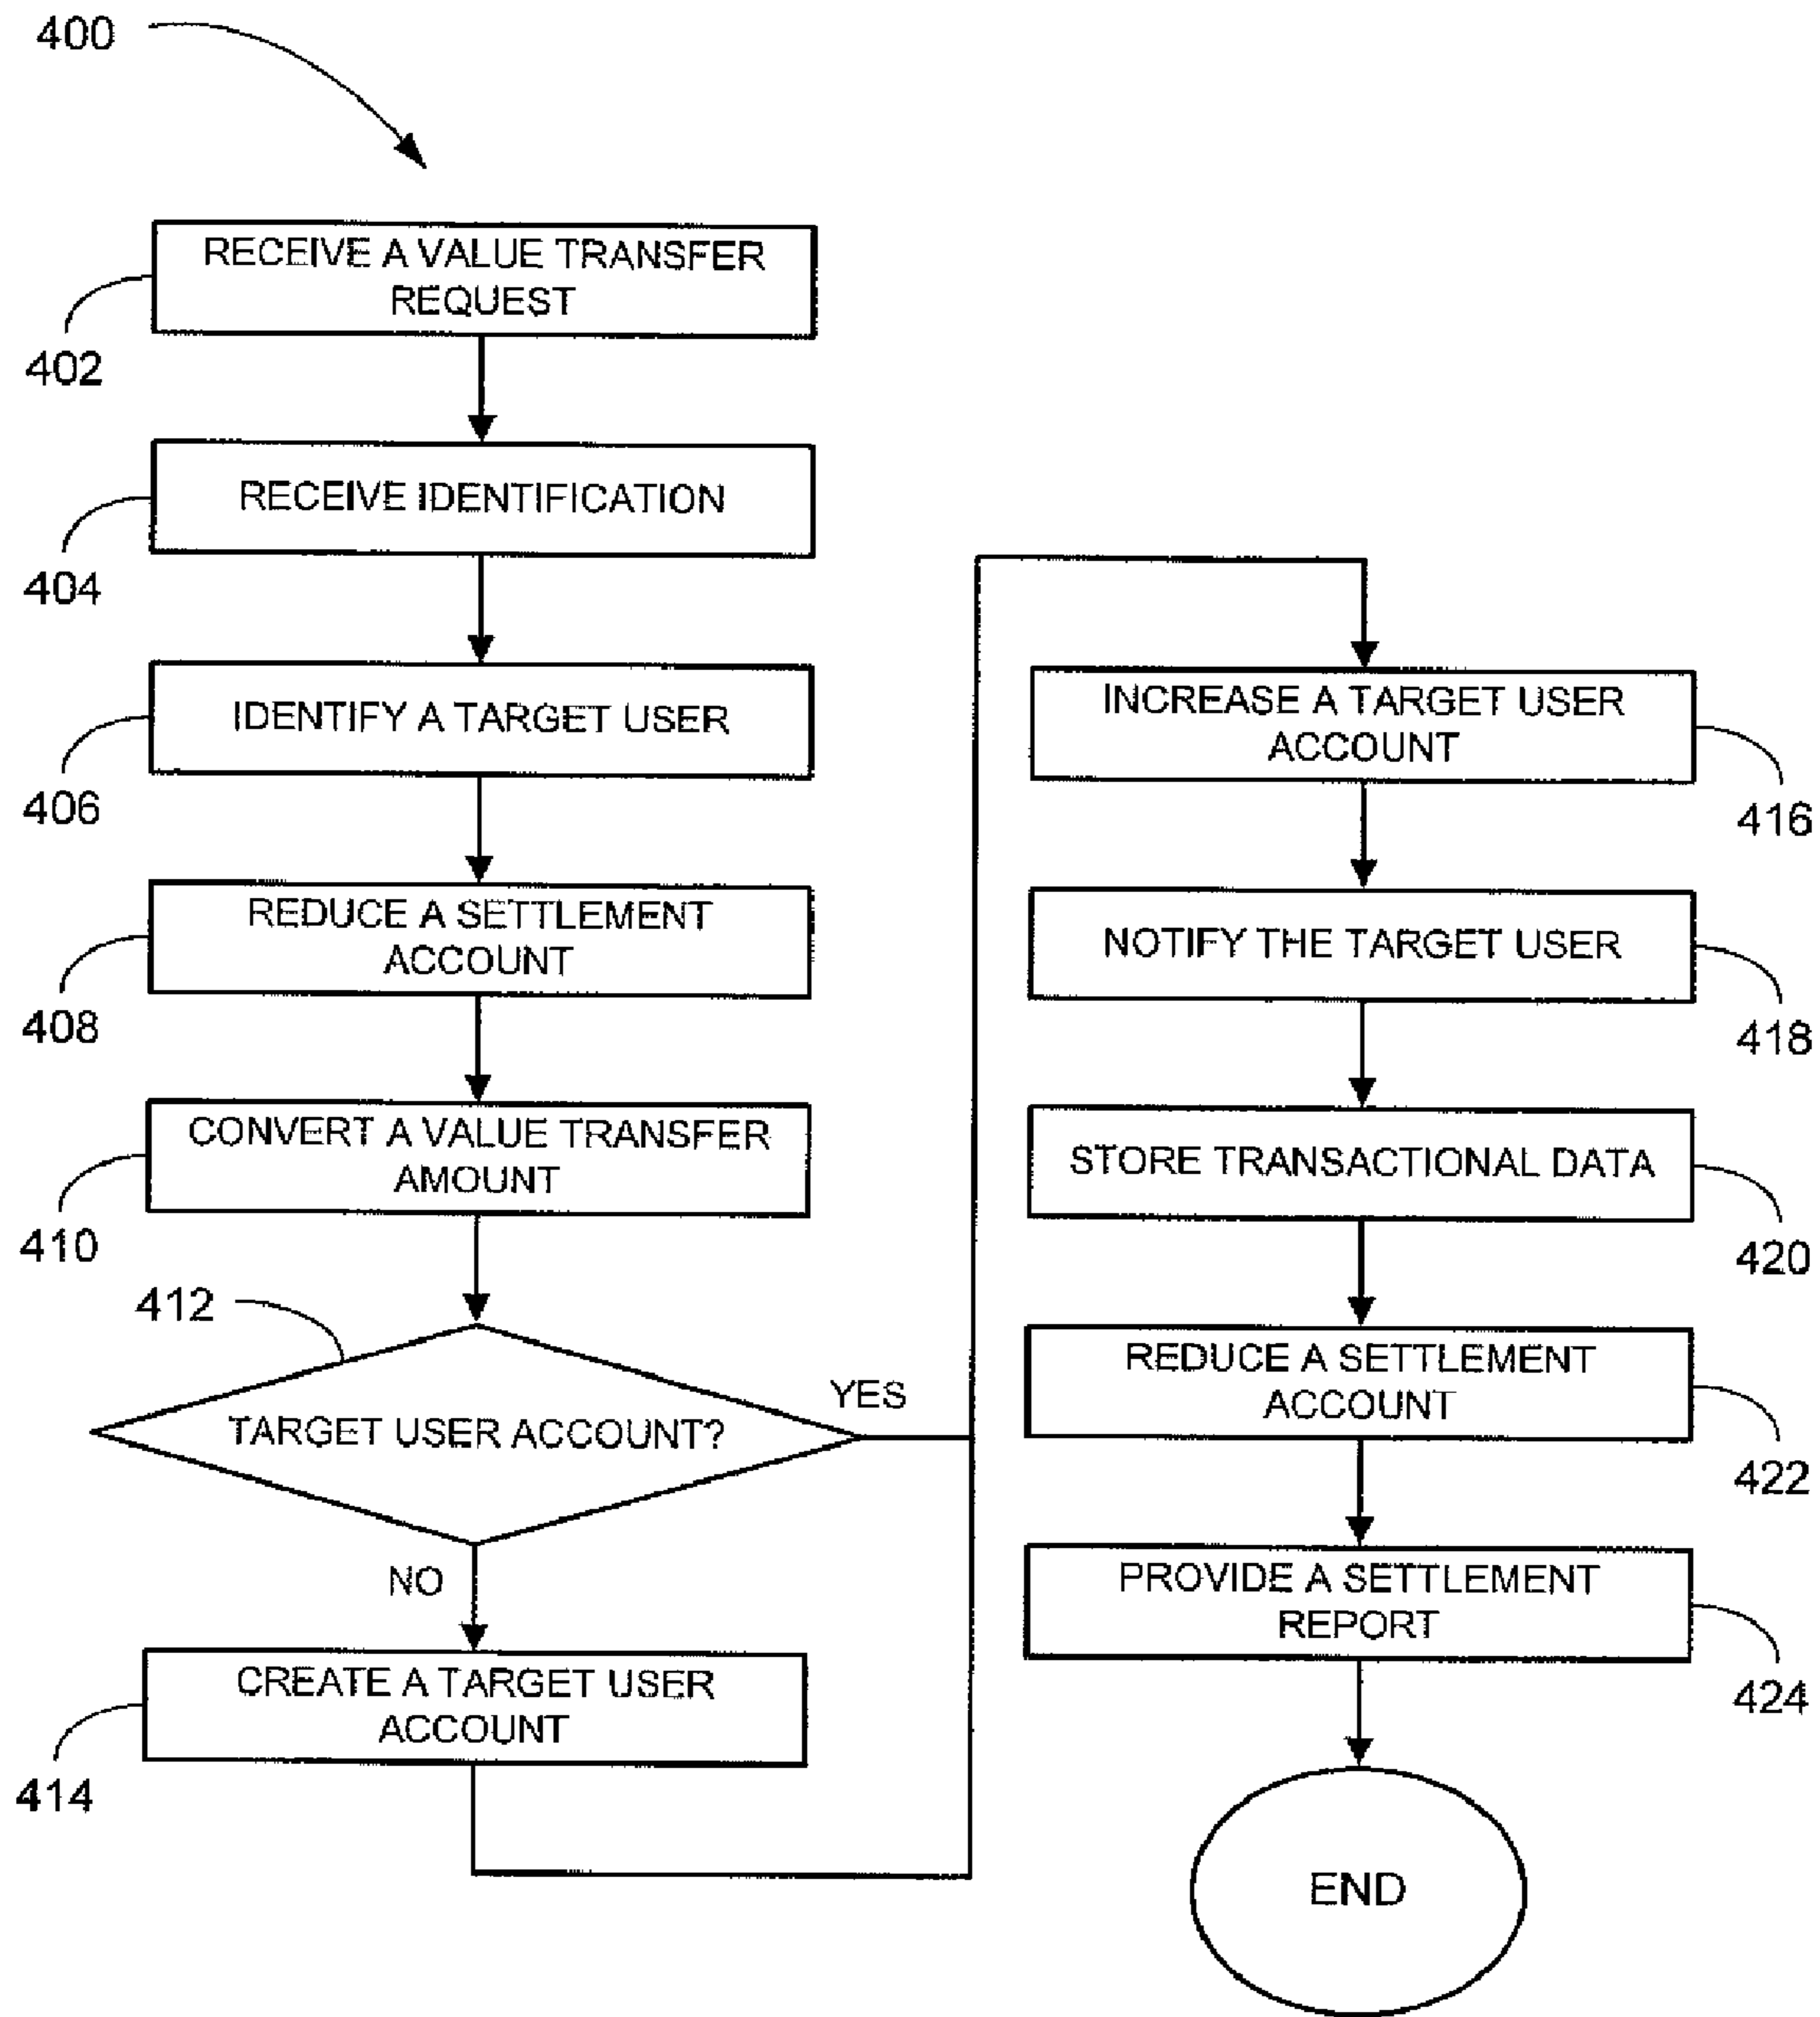 400
RECEIVE A VALUE TRANSFER
REQUEST
402
RECEIVE IDENTIFICATION
404
IDENTIFY A TARGET USER
406
REDUCE A SETTLEMENT
ACCOUNT
408
CONVERT A VALUE TRANSFER
AMOUNT
410
412
TARGET USER ACCOUNT?
YES
NO
CREATE A TARGET USER
ACCOUNT
414
INCREASE A TARGET USER
ACCOUNT
416
NOTIFY THE TARGET USER
418
STORE TRANSACTIONAL DATA
420
REDUCE A SETTLEMENT
ACCOUNT
422
PROVIDE A SETTLEMENT
REPORT
424
END